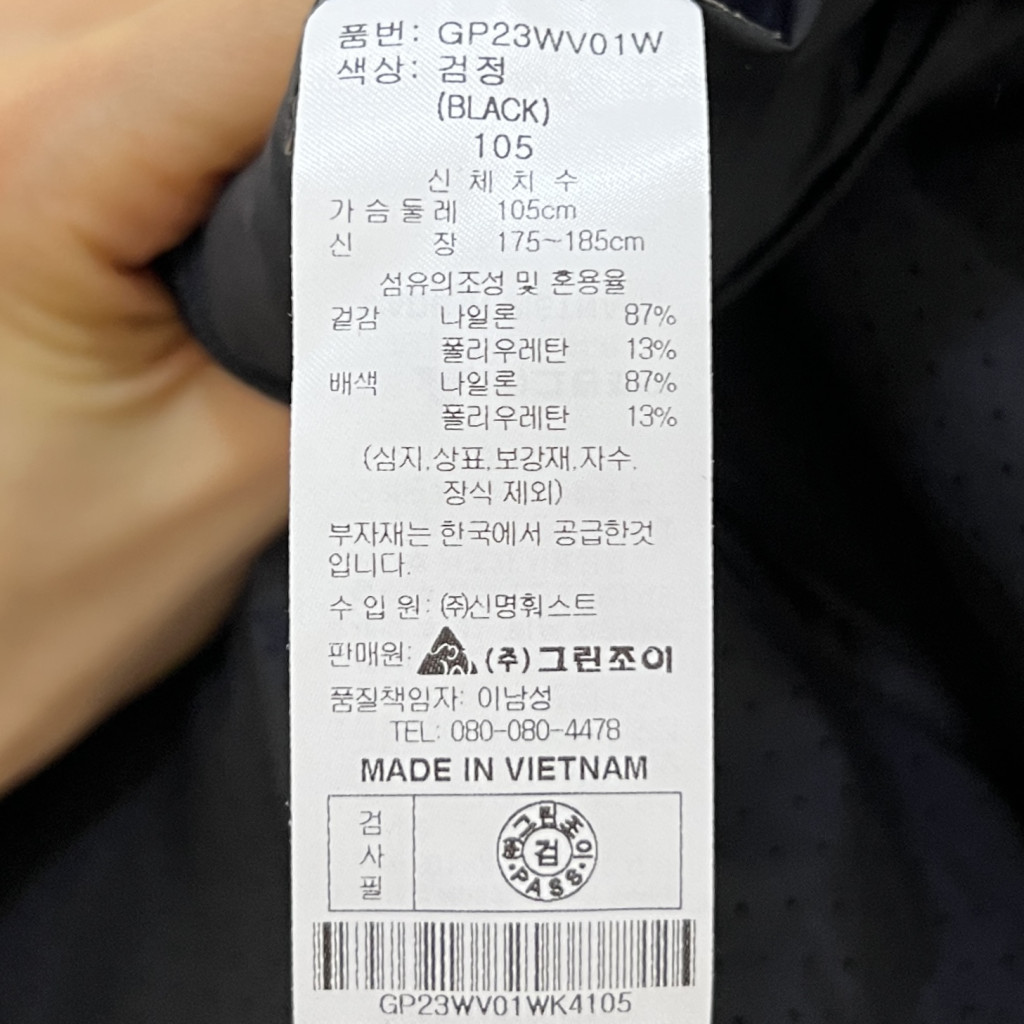 품번: GP23WV01W
색상: 검정
(BLACK)
105
신 체 치 수
가 슴 둘 레 105cm
신 장 175~185cm
섬유의조성 및 혼용율
겉감 나일론 87%
폴리우레탄 13%
배색 나일론 87%
폴리우레탄 13%
(심지,상표,보강재,자수,
장식 제외)
부자재는 한국에서 공급한것
입니다.
수 입 원: (주)신명훠스트
판매원: (주)그린조이
품질책임자: 이남성
TEL: 080-080-4478
MADE IN VIETNAM
검
사
필
그린조이
검
PASS
GP23WV01WK4105